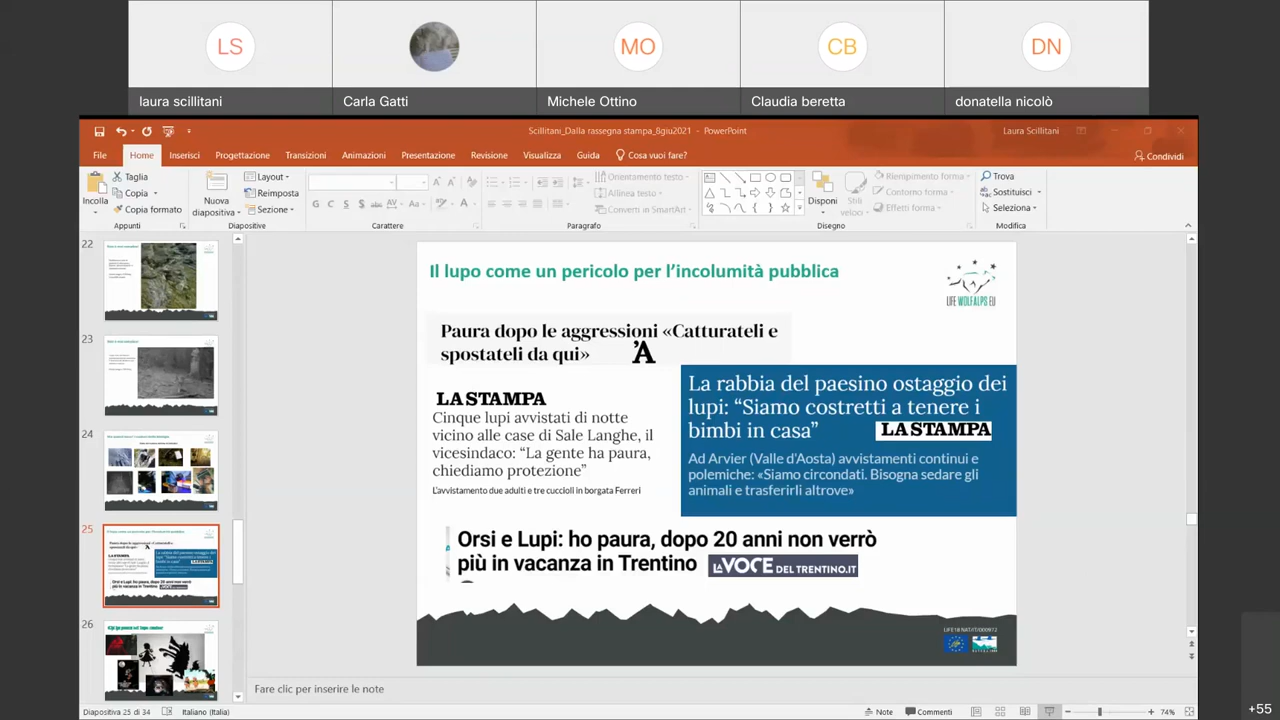 LS
MO
CB
DN
laura scillitani
Carla Gatti
Michele Ottino
Claudia beretta
donatella nicolò
Scillitani_Dalla rassegna stampa_8giu2021 - PowerPoint
Laura Scillitani
File
Home
Inserisci
Progettazione
Transizioni
Animazioni
Presentazione
Revisione
Visualizza
Guida
Cosa vuoi fare?
Condividi
Incolla
Taglia
Copia
Copia formato
Appunti
Nuova
diapositiva
Layout
Reimposta
Sezione
Diapositive
Carattere
Orientamento testo
Allinea testo
Converti in SmartArt
Paragrafo
Disponi
Stili
veloci
Riempimento forma
Contorno forma
Effetti forma
Disegno
Trova
Sostituisci
Seleziona
Modifica
22
23
24
25
26
Il lupo come un pericolo per l'incolumità pubblica
LIFE WOLFALPS EU
Paura dopo le aggressioni «Catturateli e
spostateli da qui»
'A
LA STAMPA
Cinque lupi avvistati di notte
vicino alle case di Sale Langhe, il
vicesindaco: “La gente ha paura,
chiediamo protezione”
L'avvistamento due adulti e tre cuccioli in borgata Ferreri
La rabbia del paesino ostaggio dei
lupi: “Siamo costretti a tenere i
bimbi in casa”
LA STAMPA
Ad Arvier (Valle d'Aosta) avvistamenti continui e
polemiche: «Siamo circondati. Bisogna sedare gli
animali e trasferirli altrove»
Orsi e Lupi: ho paura, dopo 20 anni non verrò
più in vacanza in Trentino
LA VOCE DEL TRENTINO.IT
LIFE18 NAT/IT/000972
Fare clic per inserire le note
Diapositiva 25 di 34
Italiano (Italia)
Note
Commenti
74%
+55